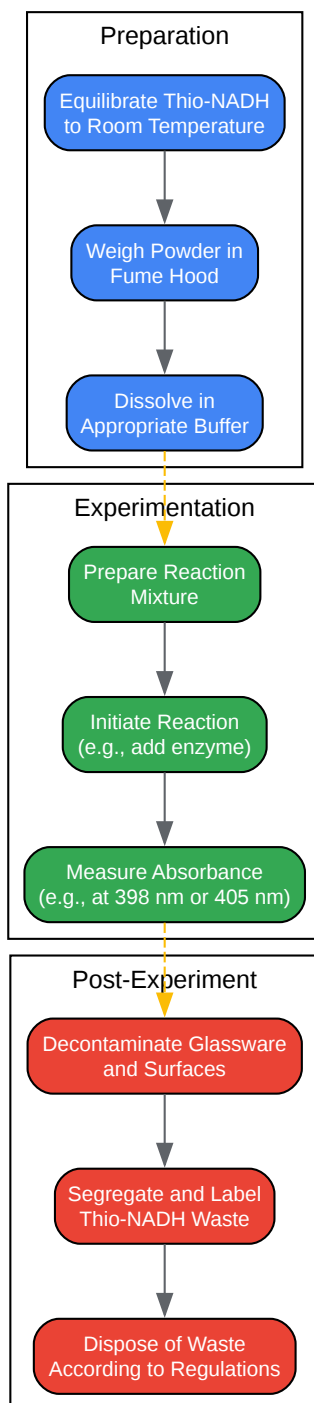 Preparation
Equilibrate Thio-NADH
to Room Temperature
Weigh Powder in
Fume Hood
Dissolve in
Appropriate Buffer
Experimentation
Prepare Reaction
Mixture
Initiate Reaction
(e.g., add enzyme)
Measure Absorbance
(e.g., at 398 nm or 405 nm)
Post-Experiment
Decontaminate Glassware
and Surfaces
Segregate and Label
Thio-NADH Waste
Dispose of Waste
According to Regulations